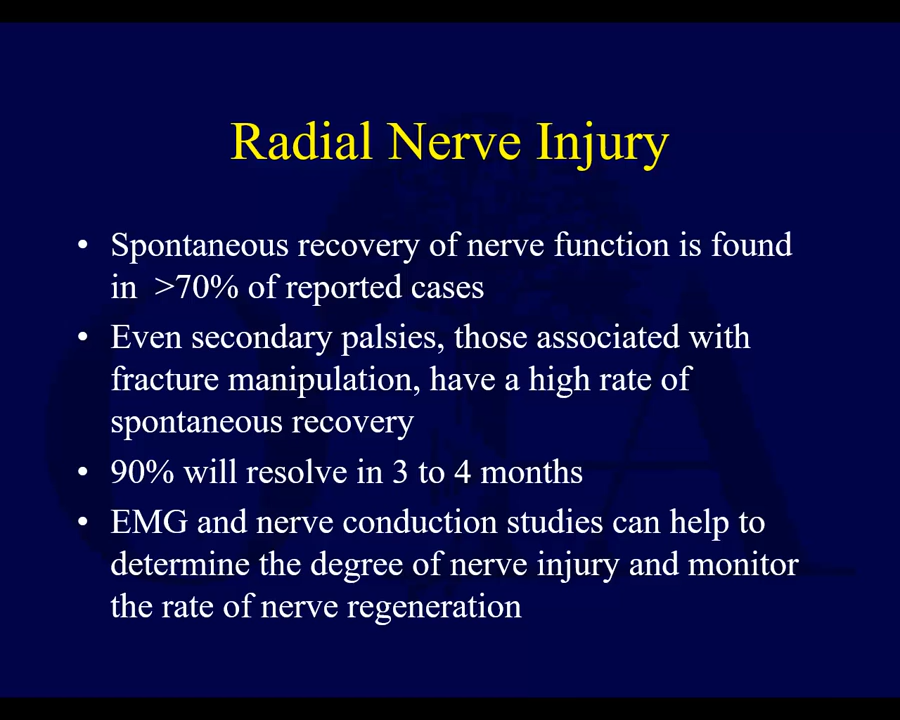 Radial Nerve Injury
• Spontaneous recovery of nerve function is found
in >70% of reported cases
• Even secondary palsies, those associated with
fracture manipulation, have a high rate of
spontaneous recovery
• 90% will resolve in 3 to 4 months
• EMG and nerve conduction studies can help to
determine the degree of nerve injury and monitor
the rate of nerve regeneration